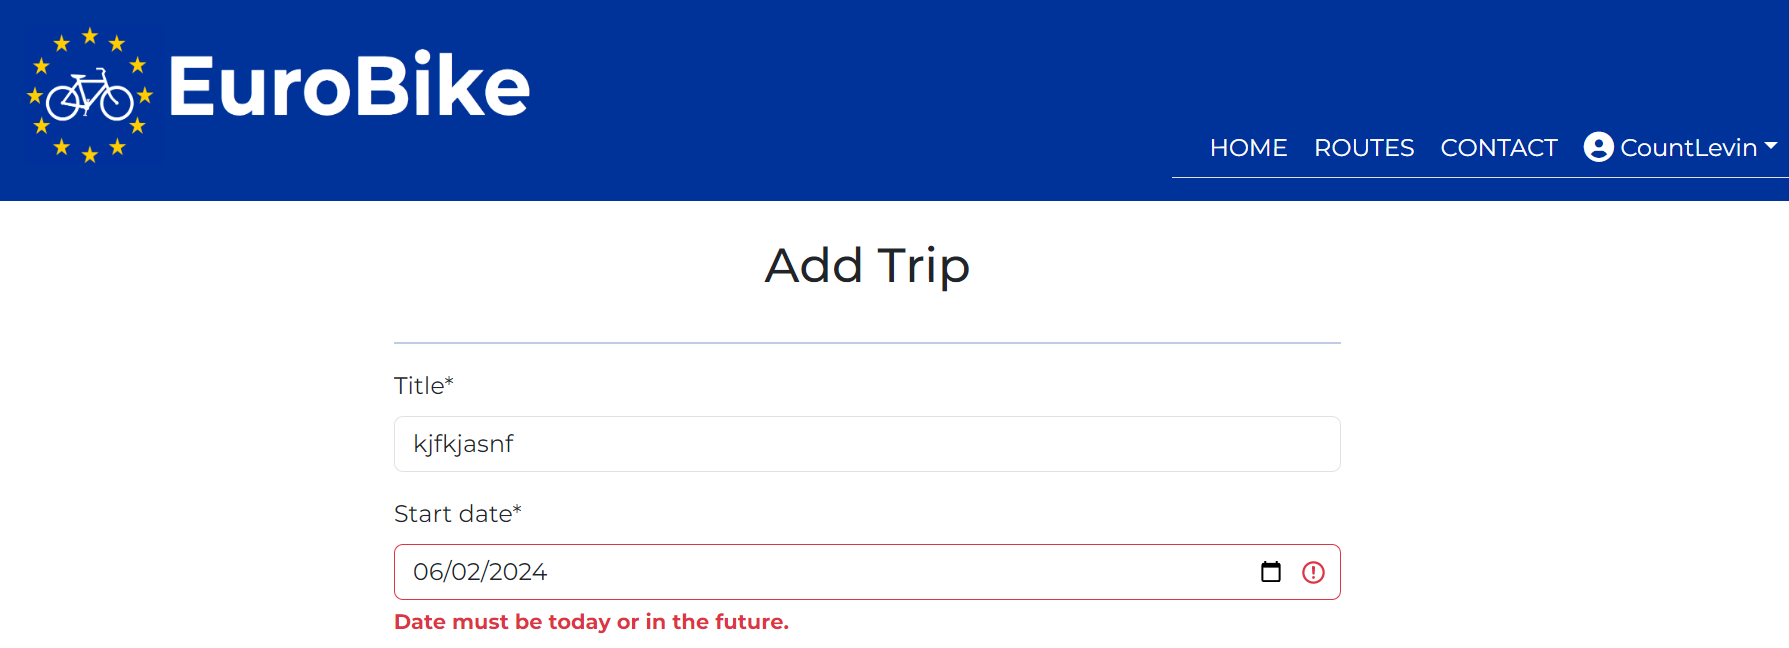 EuroBike
HOME ROUTES CONTACT CountLevin
Add Trip
Title*
kjfkjasnf
Start date*
06/02/2024
Date must be today or in the future.